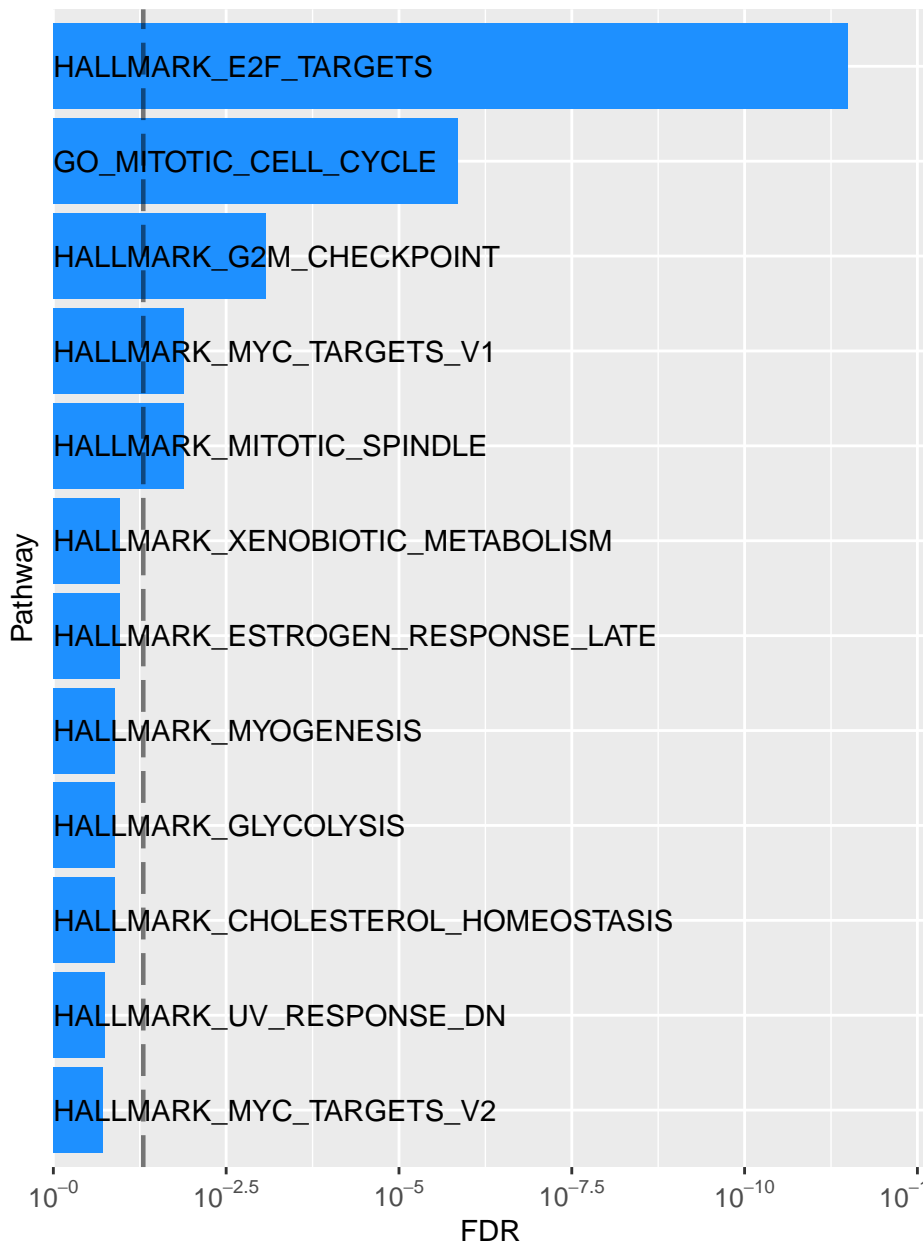 HALLMARK_E2F_TARGETS
GO_MITOTIC_CELL_CYCLE
HALLMARK_G2M_CHECKPOINT
HALLMARK_MYC_TARGETS_V1
HALLMARK_MITOTIC_SPINDLE
HALLMARK_XENOBIOTIC_METABOLISM
HALLMARK_ESTROGEN_RESPONSE_LATE
HALLMARK_MYOGENESIS
HALLMARK_GLYCOLYSIS
HALLMARK_CHOLESTEROL_HOMEOSTASIS
HALLMARK_UV_RESPONSE_DN
HALLMARK_MYC_TARGETS_V2
Pathway
10⁻⁰ 10⁻²·⁵ 10⁻⁵ 10⁻⁷·⁵ 10⁻¹⁰
FDR